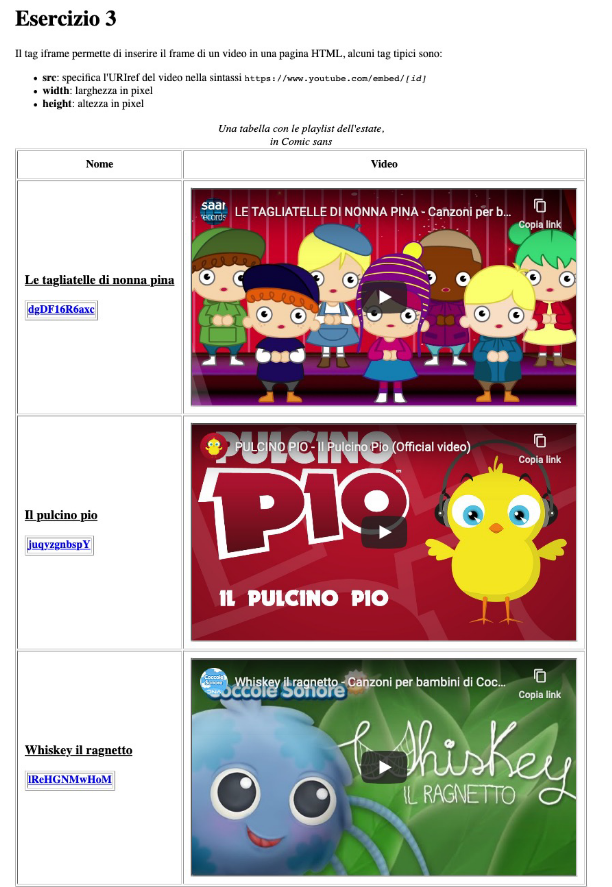 Esercizio 3
Il tag iframe permette di inserire il frame di un video in una pagina HTML, alcuni tag tipici sono:
• src: specifica l'URIref del video nella sintassi https://www.youtube.com/embed/[id]
• width: larghezza in pixel
• height: altezza in pixel
Una tabella con le playlist dell'estate,
in Comic sans
Nome Video
Le tagliatelle di nonna pina
dgDF16R6axc
saar
records
LE TAGLIATELLE DI NONNA PINA - Canzoni per b...
Copia link
Il pulcino pio
juqyzgnbspY
PULCINO PIO - Il Pulcino Pio (Official video)
Copia link
PULCINO
PIO
IL PULCINO PIO
Whiskey il ragnetto
lReHGNMwHoM
Coccole
Sonore
Whiskey il ragnetto - Canzoni per bambini di Coc...
Copia link
Coccole Sonore
Whiskey
IL RAGNETTO